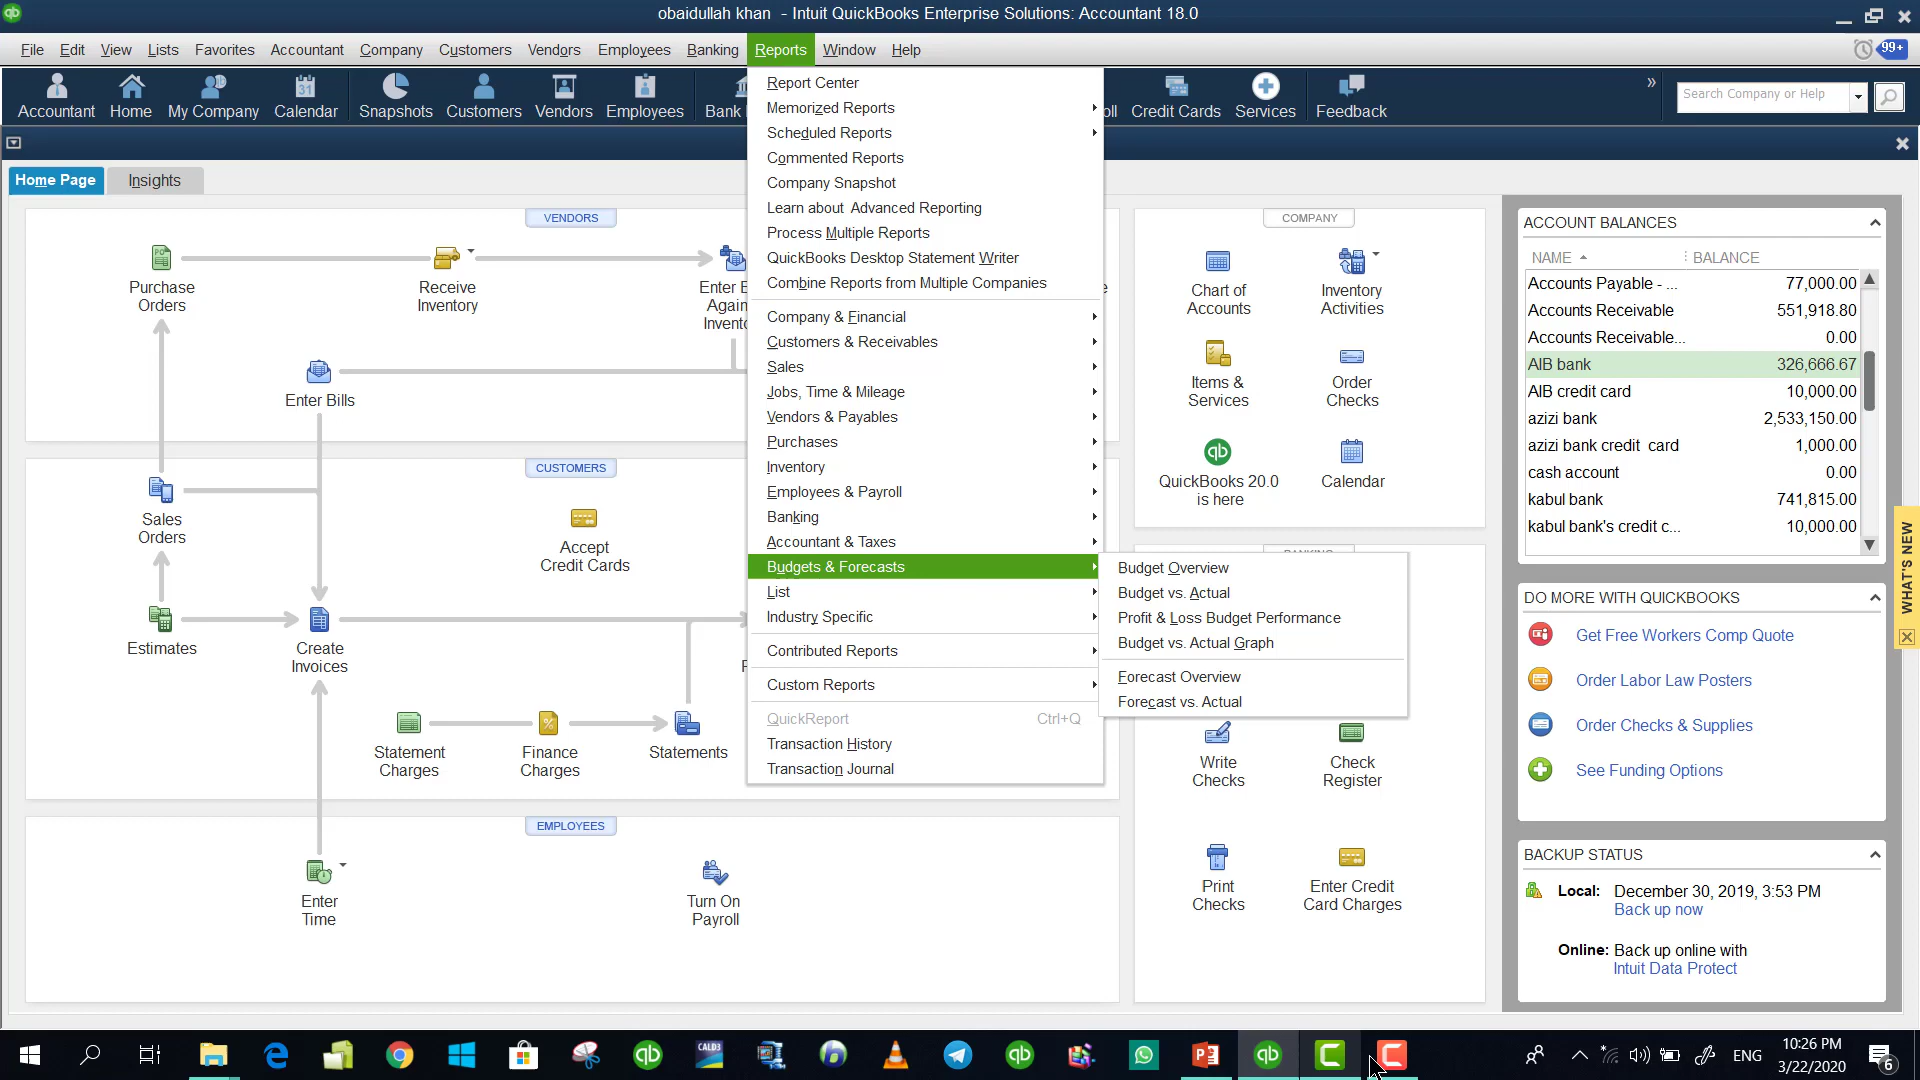 obaidullah khan - Intuit QuickBooks Enterprise Solutions: Accountant 18.0
File Edit View Lists Favorites Accountant Company Customers Vendors Employees Banking Reports Window Help
99+
Accountant Home My Company Calendar Snapshots Customers Vendors Employees Bank Credit Cards Services Feedback
Search Company or Help
Home Page Insights
Report Center
Memorized Reports
Scheduled Reports
Commented Reports
Company Snapshot
Learn about Advanced Reporting
Process Multiple Reports
QuickBooks Desktop Statement Writer
Combine Reports from Multiple Companies
Company & Financial
Customers & Receivables
Sales
Jobs, Time & Mileage
Vendors & Payables
Purchases
Inventory
Employees & Payroll
Banking
Accountant & Taxes
Budgets & Forecasts
List
Industry Specific
Contributed Reports
Custom Reports
QuickReport Ctrl+Q
Transaction History
Transaction Journal
Budget Overview
Budget vs. Actual
Profit & Loss Budget Performance
Budget vs. Actual Graph
Forecast Overview
Forecast vs. Actual
VENDORS
Purchase
Orders
Receive
Inventory
Enter
Again
Enter Bills
CUSTOMERS
Sales
Orders
Accept
Credit Cards
Estimates
Create
Invoices
Statement
Charges
Finance
Charges
Statements
EMPLOYEES
Enter
Time
Turn On
Payroll
COMPANY
Chart of
Accounts
Inventory
Activities
Items &
Services
Order
Checks
QuickBooks 20.0
is here
Calendar
Write
Checks
Check
Register
Print
Checks
Enter Credit
Card Charges
ACCOUNT BALANCES
NAME BALANCE
Accounts Payable - ... 77,000.00
Accounts Receivable 551,918.80
Accounts Receivable... 0.00
AIB bank 326,666.67
AIB credit card 10,000.00
azizi bank 2,533,150.00
azizi bank credit card 1,000.00
cash account 0.00
kabul bank 741,815.00
kabul bank's credit c... 10,000.00
WHAT'S NEW
DO MORE WITH QUICKBOOKS
Get Free Workers Comp Quote
Order Labor Law Posters
Order Checks & Supplies
See Funding Options
BACKUP STATUS
Local: December 30, 2019, 3:53 PM
Back up now
Online: Back up online with
Intuit Data Protect
CALD3
ENG
10:26 PM
3/22/2020
6